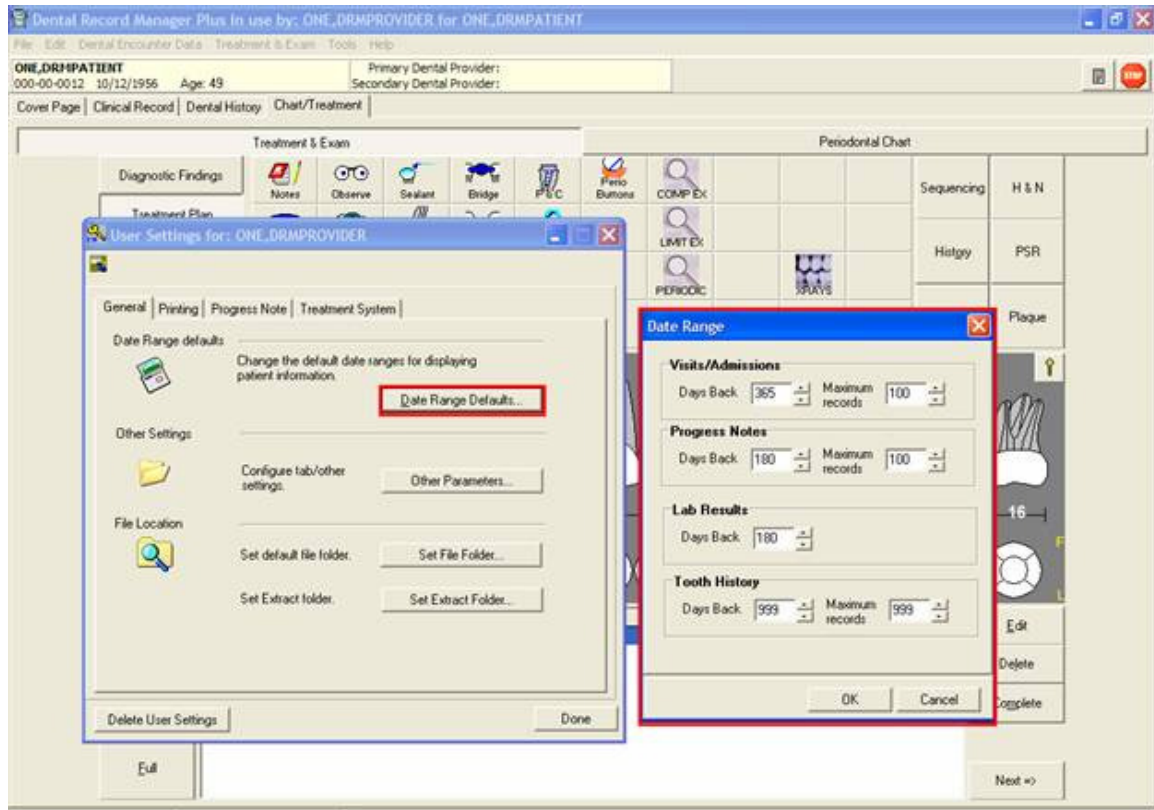 Dental Record Manager Plus in use by: ONE,DRMPROVIDER for ONE,DRMPATIENT
File Edit Dental Encounter Data Treatment & Exam Tools Help
ONE,DRMPATIENT
Primary Dental Provider:
000-00-0012 10/12/1956 Age: 49
Secondary Dental Provider:
STOP
Cover Page Clinical Record Dental History Chart/Treatment
Treatment & Exam
Periodontal Chart
Diagnostic Findings
Notes
Observe
Sealant
Bridge
Perio Buttons
COMP EX
Sequencing
H & N
Treatment Plan
LIMIT EX
History
PSR
PERIODIC
XRAYS
Plaque
User Settings for: ONE,DRMPROVIDER
General Printing Progress Note Treatment System
Date Range defaults
Change the default date ranges for displaying
patient information.
Date Range Defaults...
Other Settings
Configure tab/other
settings.
Other Parameters...
File Location
Set default file folder.
Set File Folder...
Set Extract folder.
Set Extract Folder...
Delete User Settings
Done
Date Range
Visits/Admissions
Days Back 365 Maximum records 100
Progress Notes
Days Back 180 Maximum records 100
Lab Results
Days Back 180
Tooth History
Days Back 999 Maximum records 999
OK Cancel
16
F
L
Edit
Delete
Complete
Full
Next =>